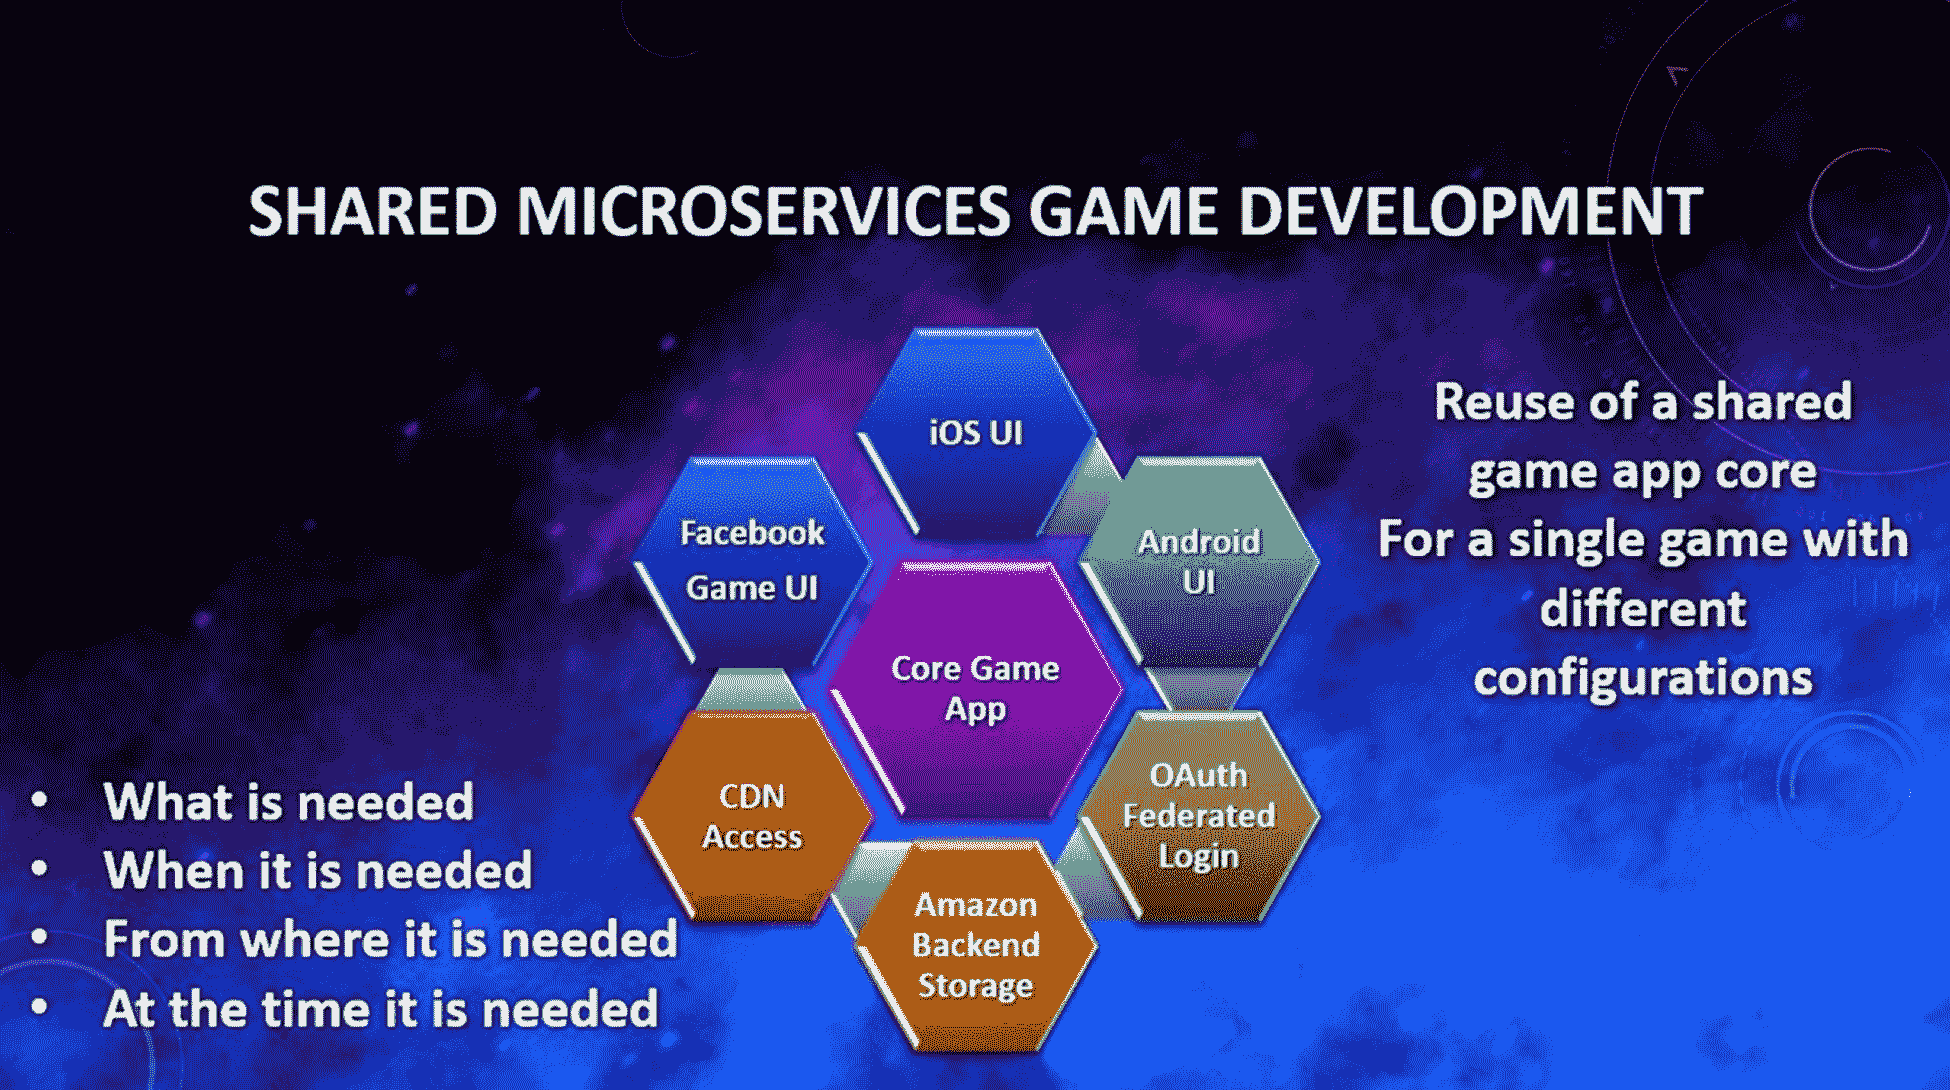 SHARED MICROSERVICES GAME DEVELOPMENT
iOS UI
Facebook
Game UI
Android
UI
Core Game
App
CDN
Access
OAuth
Federated
Login
Amazon
Backend
Storage
Reuse of a shared
game app core
For a single game with
different
configurations
• What is needed
• When it is needed
• From where it is needed
• At the time it is needed